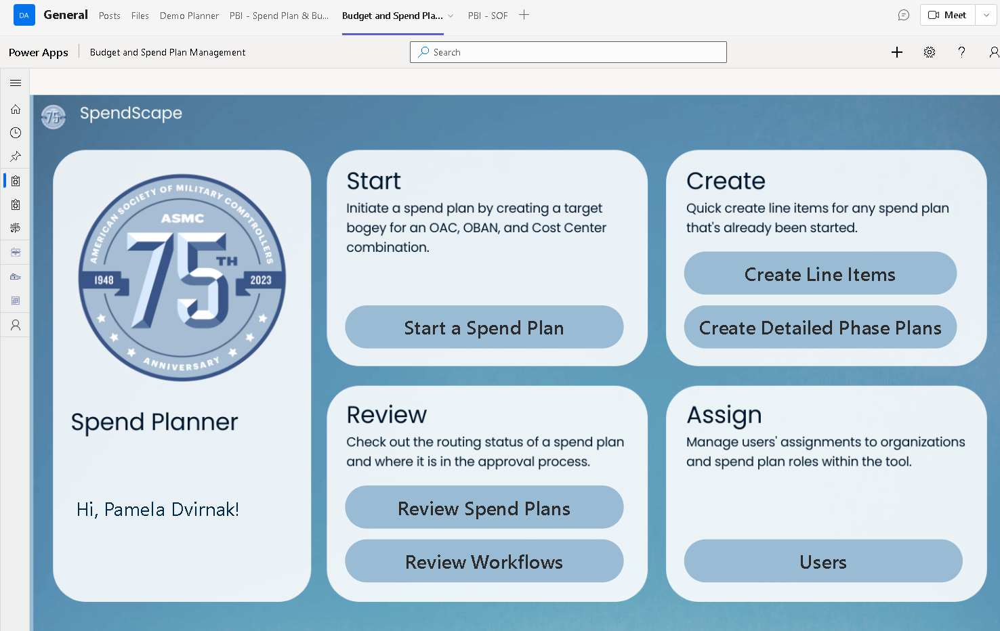 DA
General
Posts
Files
Demo Planner
PBI - Spend Plan & Bu...
Budget and Spend Pla...
PBI - SOF
Meet
Power Apps
Budget and Spend Plan Management
Search
75
SpendScape
AMERICAN SOCIETY OF MILITARY COMPTROLLERS
ASMC
75TH
1948
2023
ANNIVERSARY
Spend Planner
Hi, Pamela Dvirnak!
Start
Initiate a spend plan by creating a target
bogey for an OAC, OBAN, and Cost Center
combination.
Start a Spend Plan
Create
Quick create line items for any spend plan
that's already been started.
Create Line Items
Create Detailed Phase Plans
Review
Check out the routing status of a spend plan
and where it is in the approval process.
Review Spend Plans
Review Workflows
Assign
Manage users' assignments to organizations
and spend plan roles within the tool.
Users